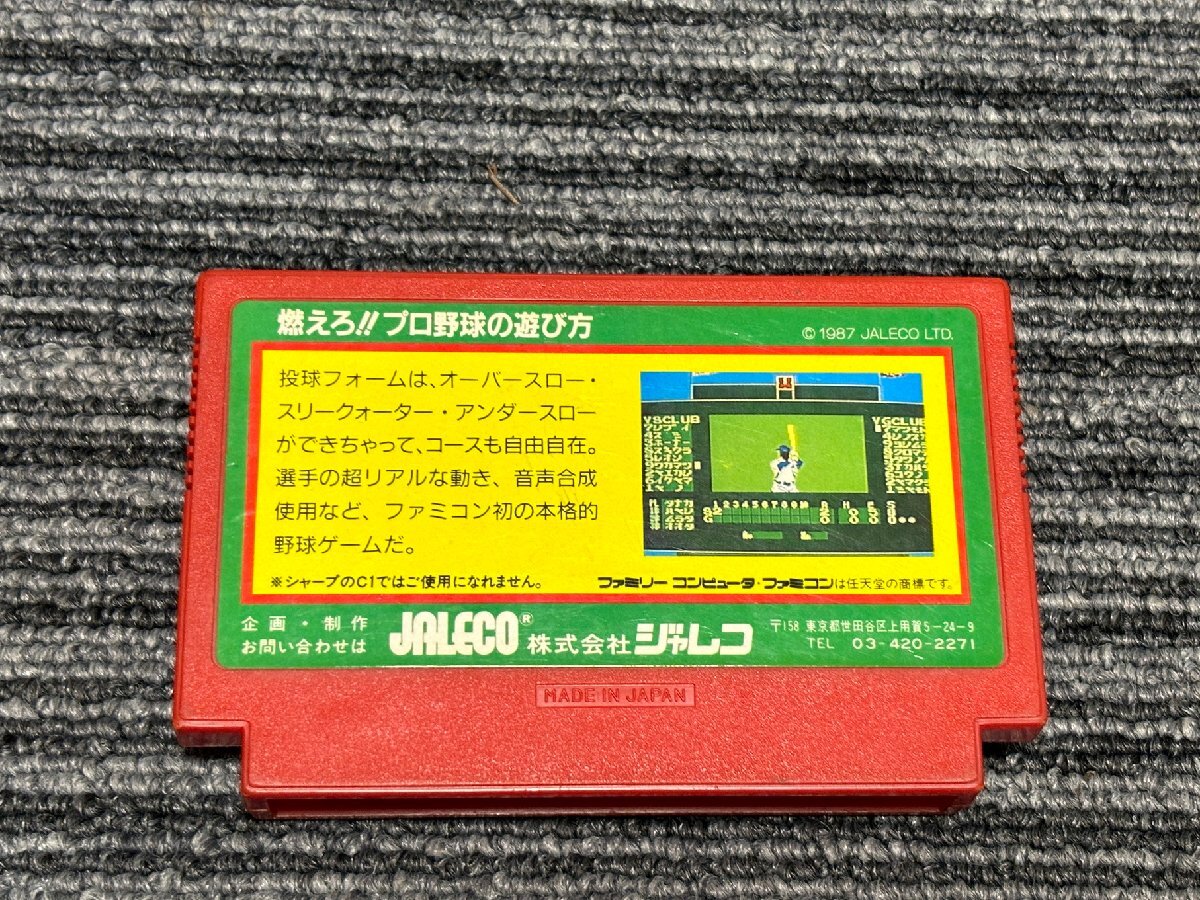 燃えろ!!プロ野球の遊び方
©1987 JALECO LTD.
投球フォームは、オーバースロー・
スリークォーター・アンダースロー
ができちゃって、コースも自由自在。
選手の超リアルな動き、音声合成
使用など、ファミコン初の本格的
野球ゲームだ。
YSCLUB
YGCLUB
123456789
※シャープのC1ではご使用になれません。
ファミリーコンピュータ・ファミコンは任天堂の商標です。
企画・制作
お問い合わせは
JALECO® 株式会社ジャレコ
〒158 東京都世田谷区上用賀5-24-9
TEL 03-420-2271
MADE IN JAPAN